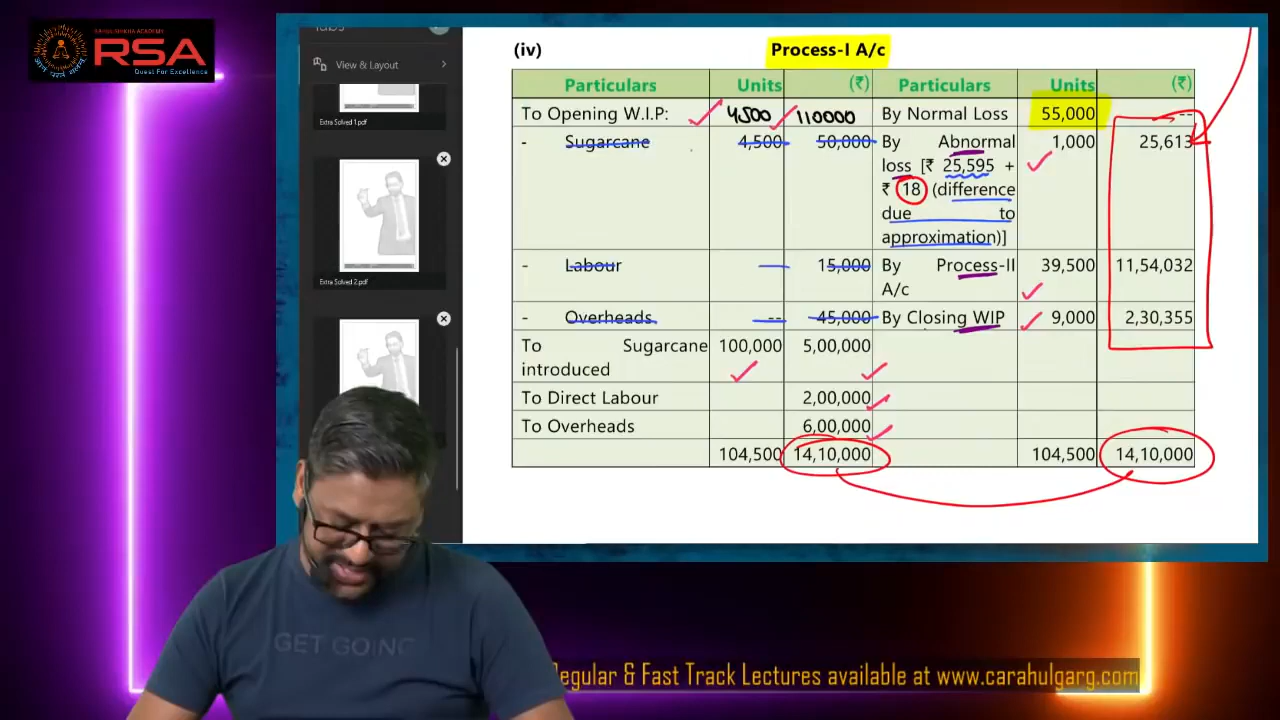 RAHUL SIKKHA ACADEMY
RSA
Quest For Excellence
View & Layout
Extra Solved 1.pdf
Extra Solved 2.pdf
(iv)
Process-I A/c
Particulars Units (₹) Particulars Units (₹)
To Opening W.I.P: 4500 110000 By Normal Loss 55,000 --
- Sugarcane 4,500 50,000 By Abnormal 1,000 25,613
loss [₹ 25,595 +
₹ 18 (difference
due to
approximation)]
- Labour 15,000 By Process-II 39,500 11,54,032
A/c
- Overheads -- 45,000 By Closing WIP 9,000 2,30,355
To Sugarcane 100,000 5,00,000
introduced
To Direct Labour 2,00,000
To Overheads 6,00,000
104,500 14,10,000 104,500 14,10,000
GET GOING
Regular & Fast Track Lectures available at www.carahulgarg.com